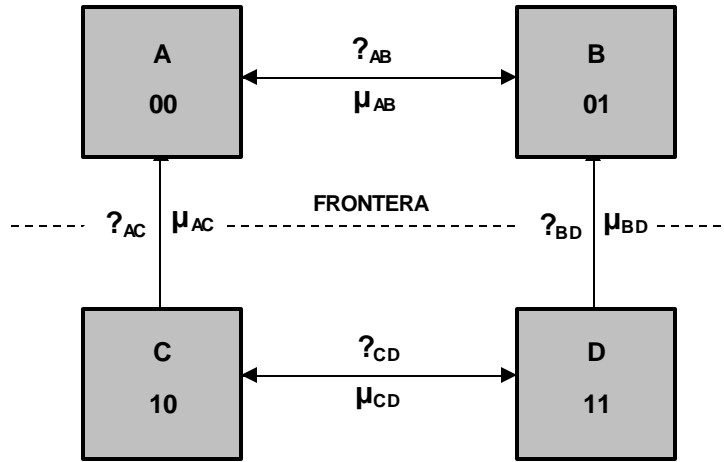 A
B
?AB
00
01
μAB
FRONTERA
?AC
μAC
?BD
μBD
C
D
?CD
10
11
μCD